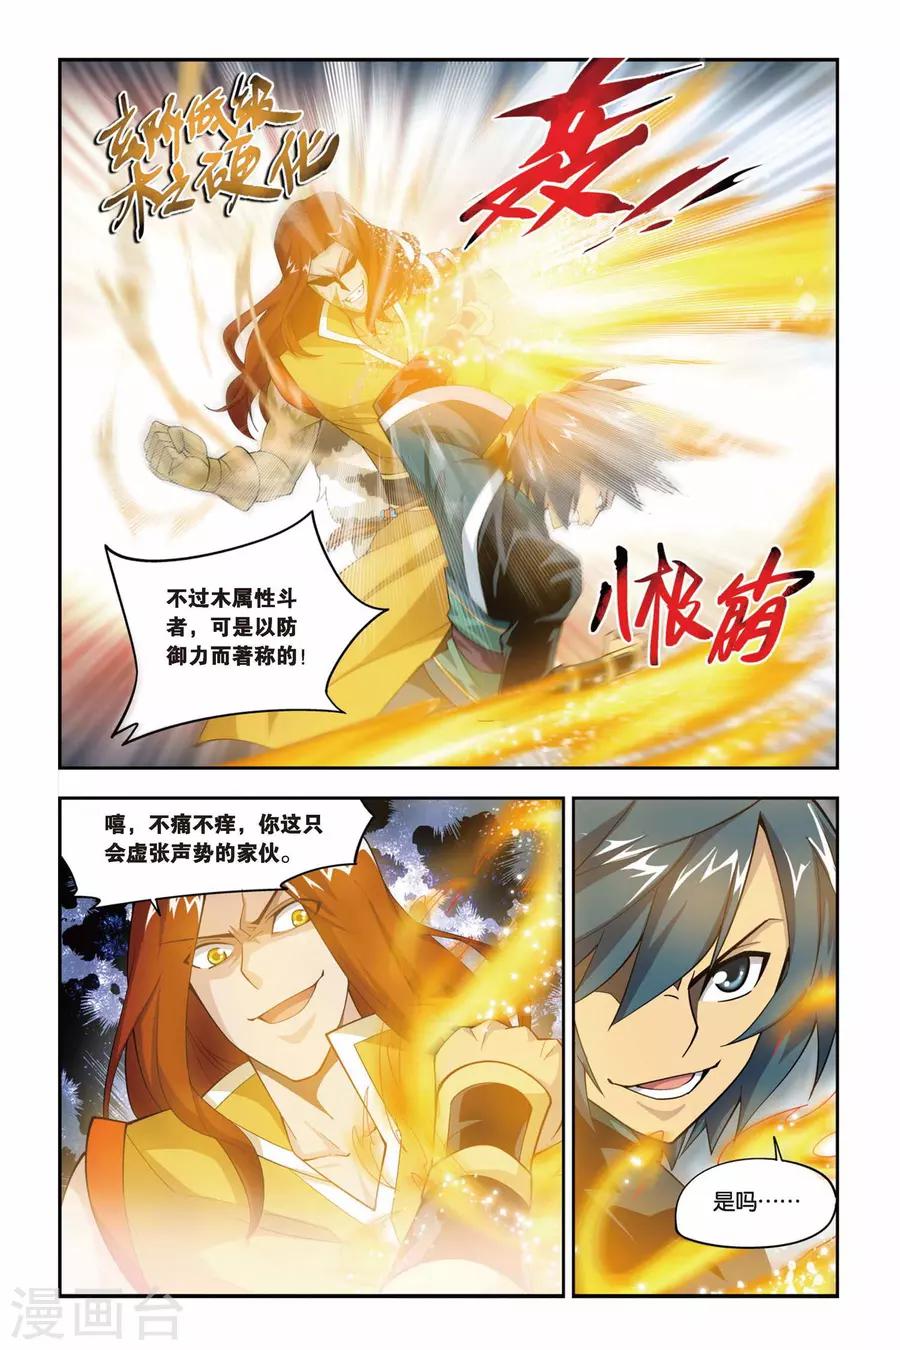 玄阶低级
木之硬化
轰!!
八极崩
不过木属性斗
者，可是以防
御力而著称的！
嘻，不痛不痒，你这只
会虚张声势的家伙。
是吗……
漫画台